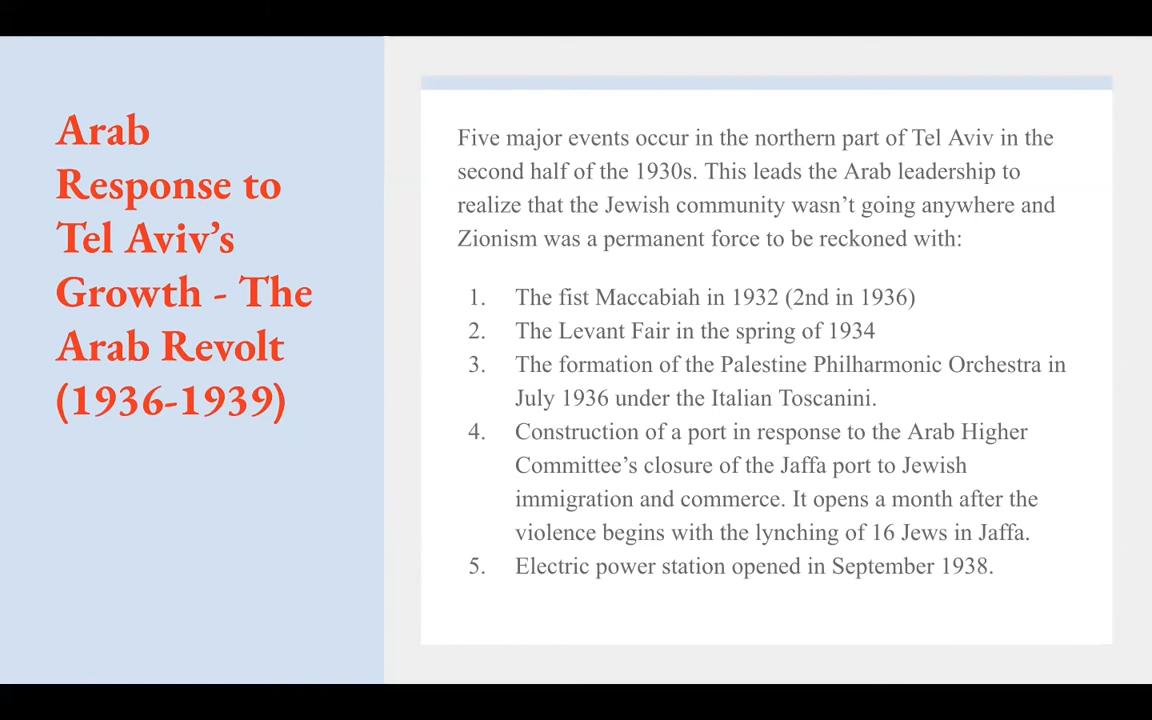 Arab
Response to
Tel Aviv’s
Growth - The
Arab Revolt
(1936-1939)
Five major events occur in the northern part of Tel Aviv in the
second half of the 1930s. This leads the Arab leadership to
realize that the Jewish community wasn’t going anywhere and
Zionism was a permanent force to be reckoned with:
1. The fist Maccabiah in 1932 (2nd in 1936)
2. The Levant Fair in the spring of 1934
3. The formation of the Palestine Philharmonic Orchestra in
July 1936 under the Italian Toscanini.
4. Construction of a port in response to the Arab Higher
Committee’s closure of the Jaffa port to Jewish
immigration and commerce. It opens a month after the
violence begins with the lynching of 16 Jews in Jaffa.
5. Electric power station opened in September 1938.